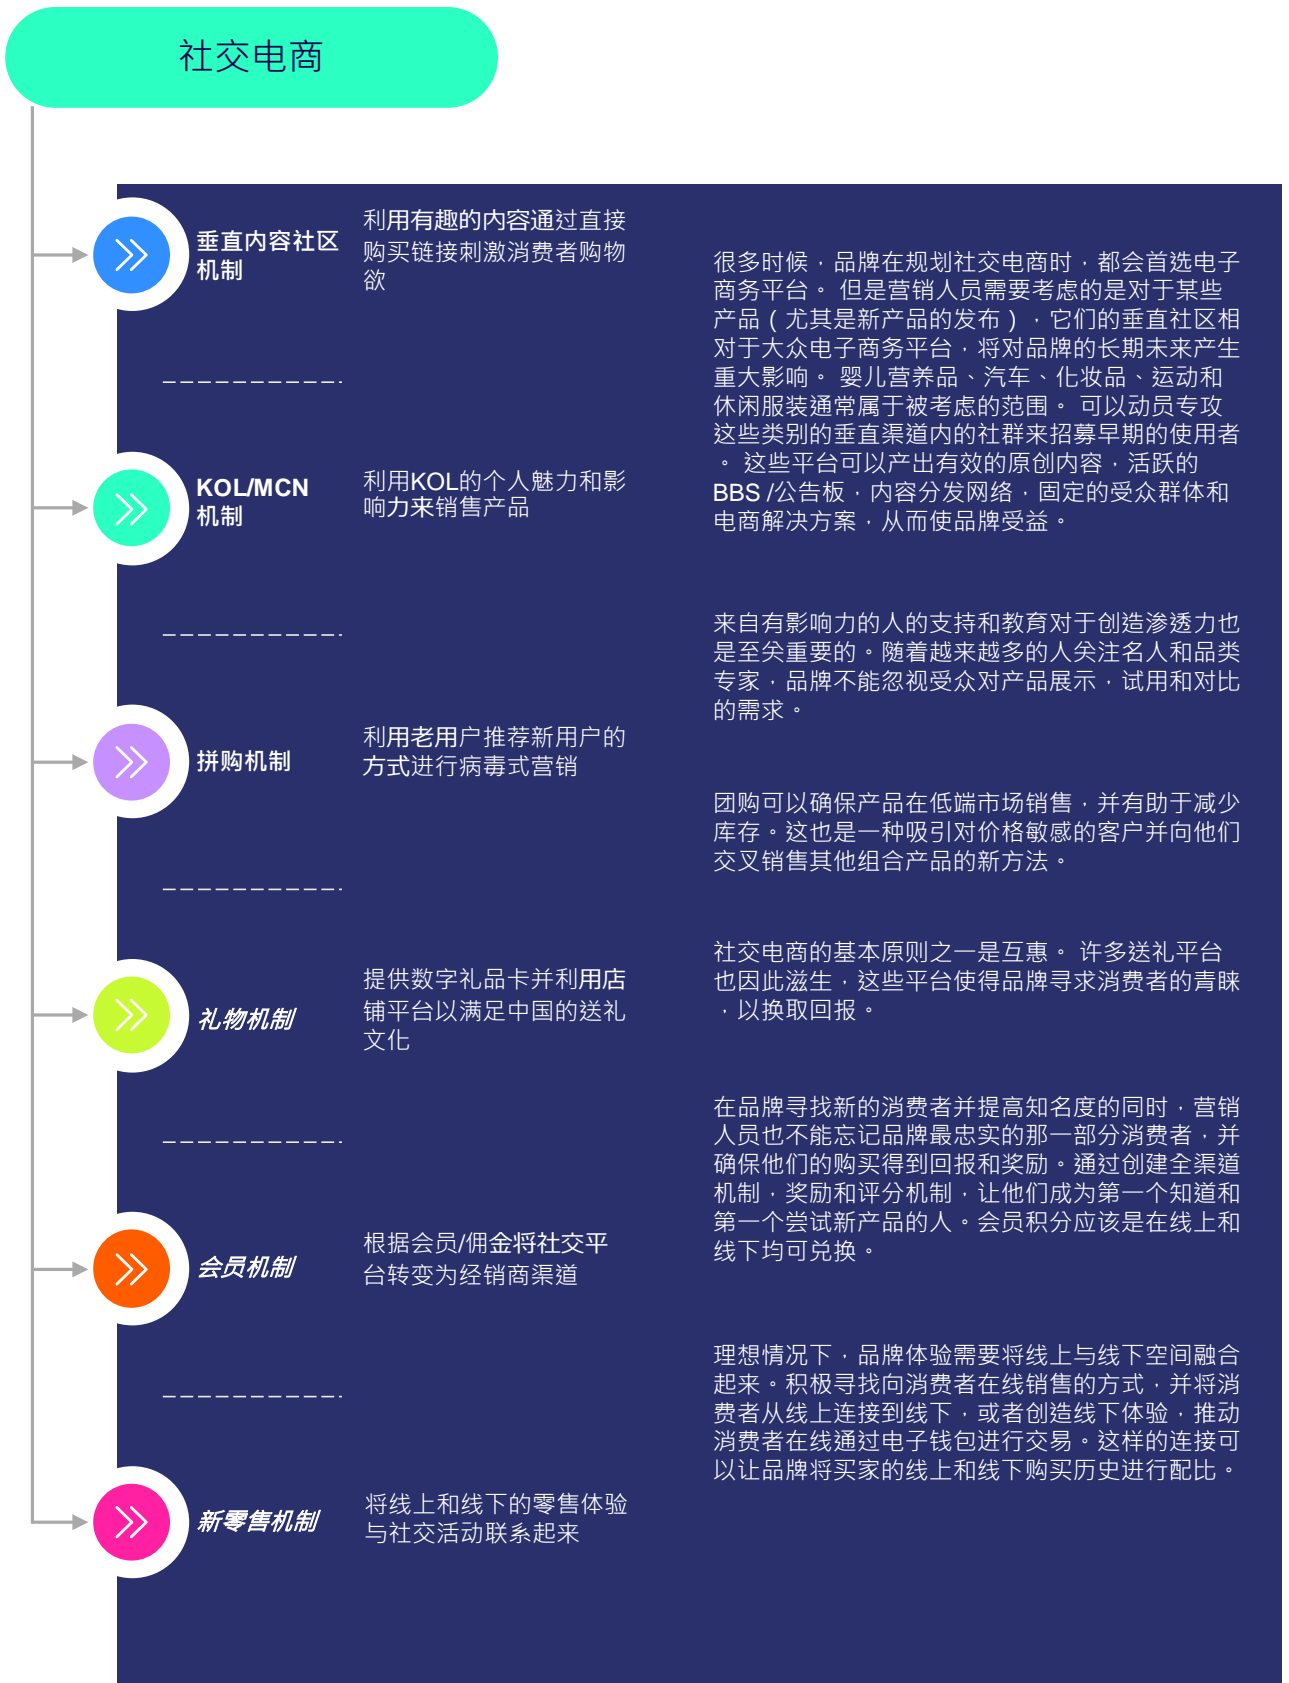 社交电商
垂直内容社区
机制
利用有趣的内容通过直接
购买链接刺激消费者购物
欲
KOL/MCN
机制
利用KOL的个人魅力和影
响力来销售产品
拼购机制
利用老用户推荐新用户的
方式进行病毒式营销
礼物机制
提供数字礼品卡并利用店
铺平台以满足中国的送礼
文化
会员机制
根据会员/佣金将社交平
台转变为经销商渠道
新零售机制
将线上和线下的零售体验
与社交活动联系起来
很多时候，品牌在规划社交电商时，都会首选电子
商务平台。 但是营销人员需要考虑的是对于某些
产品（尤其是新产品的发布），它们的垂直社区相
对于大众电子商务平台，将对品牌的长期未来产生
重大影响。 婴儿营养品、汽车、化妆品、运动和
休闲服装通常属于被考虑的范围。 可以动员专攻
这些类别的垂直渠道内的社群来招募早期的使用者
。 这些平台可以产出有效的原创内容，活跃的
BBS /公告板，内容分发网络，固定的受众群体和
电商解决方案，从而使品牌受益。
来自有影响力的人的支持和教育对于创造渗透力也
是至关重要的。随着越来越多的人关注名人和品类
专家，品牌不能忽视受众对产品展示，试用和对比
的需求。
团购可以确保产品在低端市场销售，并有助于减少
库存。这也是一种吸引对价格敏感的客户并向他们
交叉销售其他组合产品的新方法。
社交电商的基本原则之一是互惠。 许多送礼平台
也因此滋生，这些平台使得品牌寻求消费者的青睐
，以换取回报。
在品牌寻找新的消费者并提高知名度的同时，营销
人员也不能忘记品牌最忠实的那一部分消费者，并
确保他们的购买得到回报和奖励。通过创建全渠道
机制，奖励和评分机制，让他们成为第一个知道和
第一个尝试新产品的人。会员积分应该是在线上和
线下均可兑换。
理想情况下，品牌体验需要将线上与线下空间融合
起来。积极寻找向消费者在线销售的方式，并将消
费者从线上连接到线下，或者创造线下体验，推动
消费者在线通过电子钱包进行交易。这样的连接可
以让品牌将买家的线上和线下购买历史进行配比。